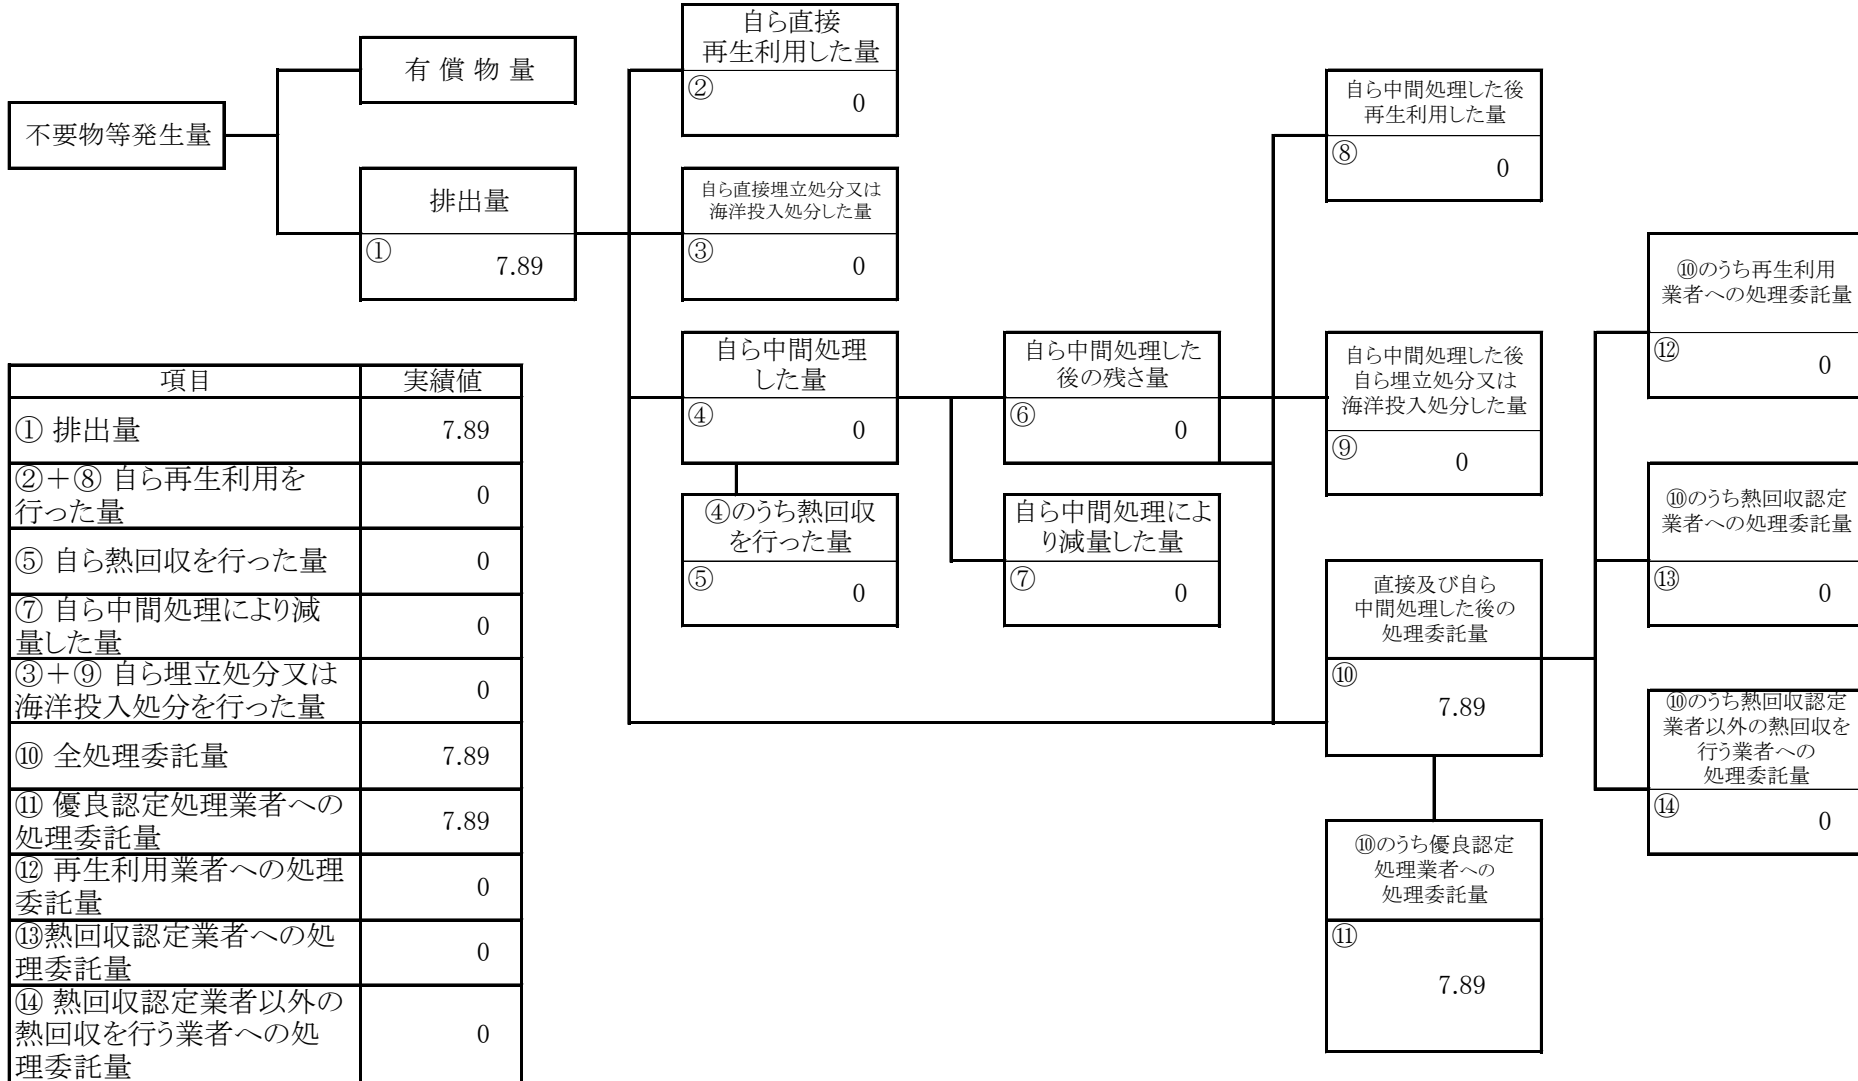 不要物等発生量
有 償 物 量
排出量
①
7.89
自ら直接
再生利用した量
②
0
自ら直接埋立処分又は
海洋投入処分した量
③
0
自ら中間処理
した量
④
0
④のうち熱回収
を行った量
⑤
0
自ら中間処理した
後の残さ量
⑥
0
自ら中間処理によ
り減量した量
⑦
0
自ら中間処理した後
再生利用した量
⑧
0
自ら中間処理した後
自ら埋立処分又は
海洋投入処分した量
⑨
0
直接及び自ら
中間処理した後の
処理委託量
⑩
7.89
⑩のうち優良認定
処理業者への
処理委託量
⑪
7.89
⑩のうち再生利用
業者への処理委託量
⑫
0
⑩のうち熱回収認定
業者への処理委託量
⑬
0
⑩のうち熱回収認定
業者以外の熱回収を
行う業者への
処理委託量
⑭
0
項目 実績値
① 排出量 7.89
②＋⑧ 自ら再生利用を
行った量 0
⑤ 自ら熱回収を行った量 0
⑦ 自ら中間処理により減
量した量 0
③＋⑨ 自ら埋立処分又は
海洋投入処分を行った量 0
⑩ 全処理委託量 7.89
⑪ 優良認定処理業者への
処理委託量 7.89
⑫ 再生利用業者への処理
委託量 0
⑬熱回収認定業者への処
理委託量 0
⑭ 熱回収認定業者以外の
熱回収を行う業者への処
理委託量 0